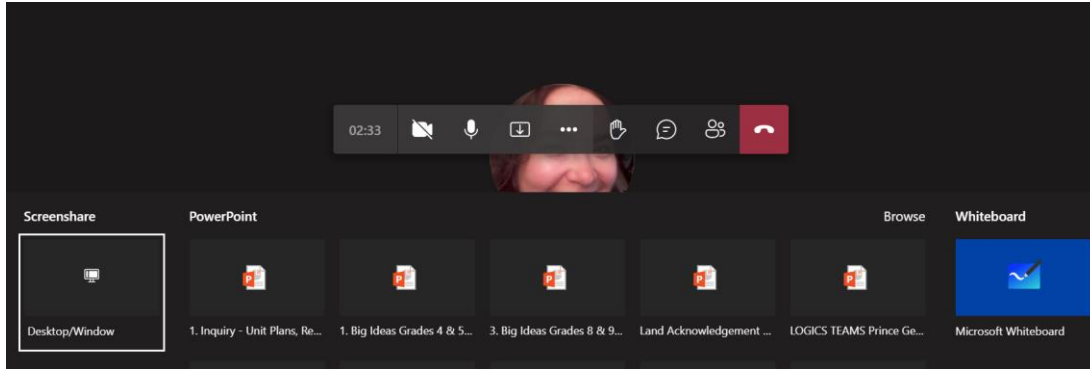 02:33
Screenshare PowerPoint Browse Whiteboard
Desktop/Window 1. Inquiry - Unit Plans, Re... 1. Big Ideas Grades 4 & 5... 3. Big Ideas Grades 8 & 9... Land Acknowledgement ... LOGICS TEAMS Prince Ge... Microsoft Whiteboard